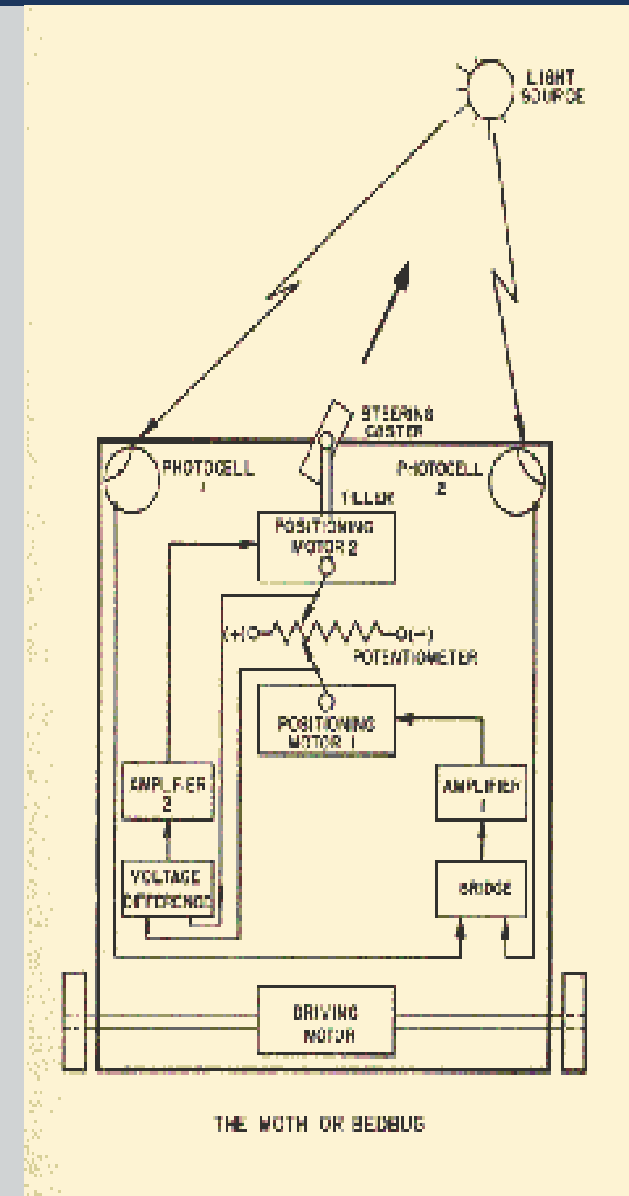 LIGHT
SOURCE
STEERING
CASTER
PHOTOCELL
1
PHOTOCELL
2
TILLER
POSITIONING
MOTOR 2
(+)
(-)
POTENTIOMETER
POSITIONING
MOTOR 1
AMPLIFIER
2
AMPLIFIER
1
VOLTAGE
DIFFERENCE
BRIDGE
DRIVING
MOTOR
THE MOTH OR BEDBUG